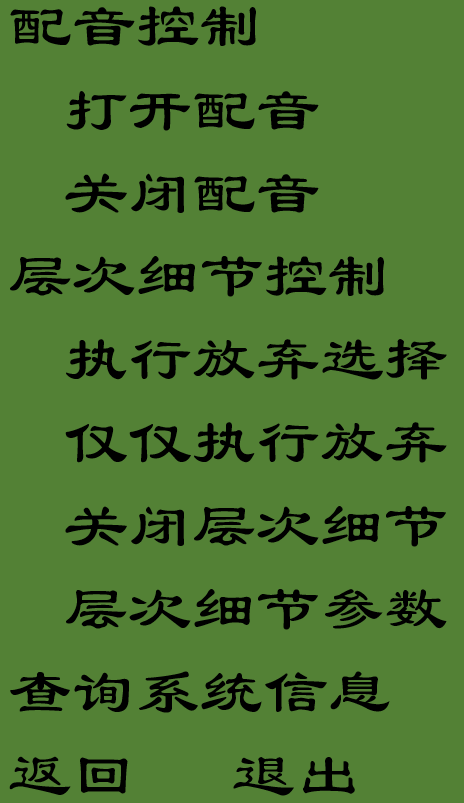 配音控制
打开配音
关闭配音
层次细节控制
执行放弃选择
仅仅执行放弃
关闭层次细节
层次细节参数
查询系统信息
返回 退出